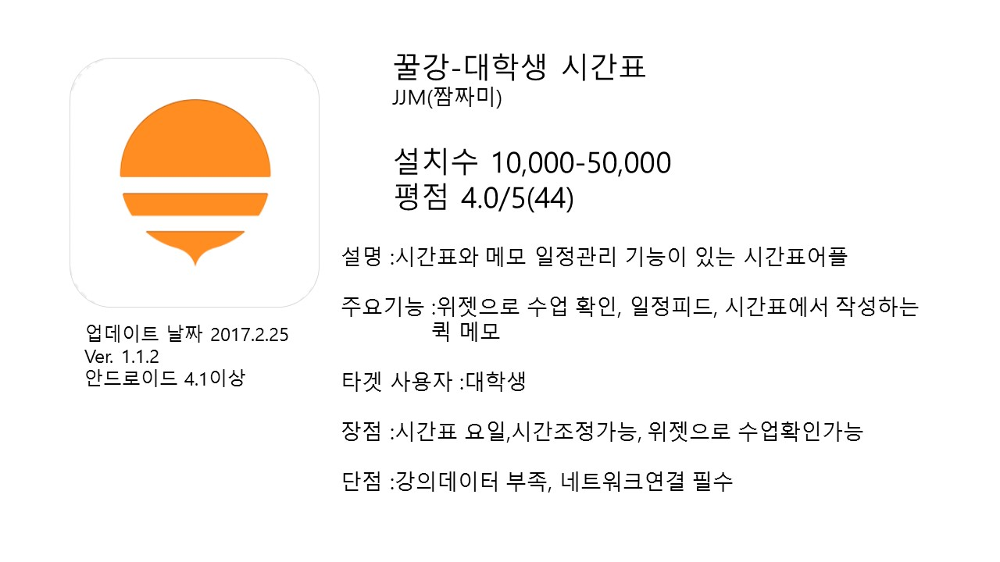 꿀강-대학생 시간표
JJM(짬짜미)
설치수 10,000-50,000
평점 4.0/5(44)
설명 :시간표와 메모 일정관리 기능이 있는 시간표어플
주요기능 :위젯으로 수업 확인, 일정피드, 시간표에서 작성하는
퀵 메모
타겟 사용자 :대학생
장점 :시간표 요일,시간조정가능, 위젯으로 수업확인가능
단점 :강의데이터 부족, 네트워크연결 필수
업데이트 날짜 2017.2.25
Ver. 1.1.2
안드로이드 4.1이상